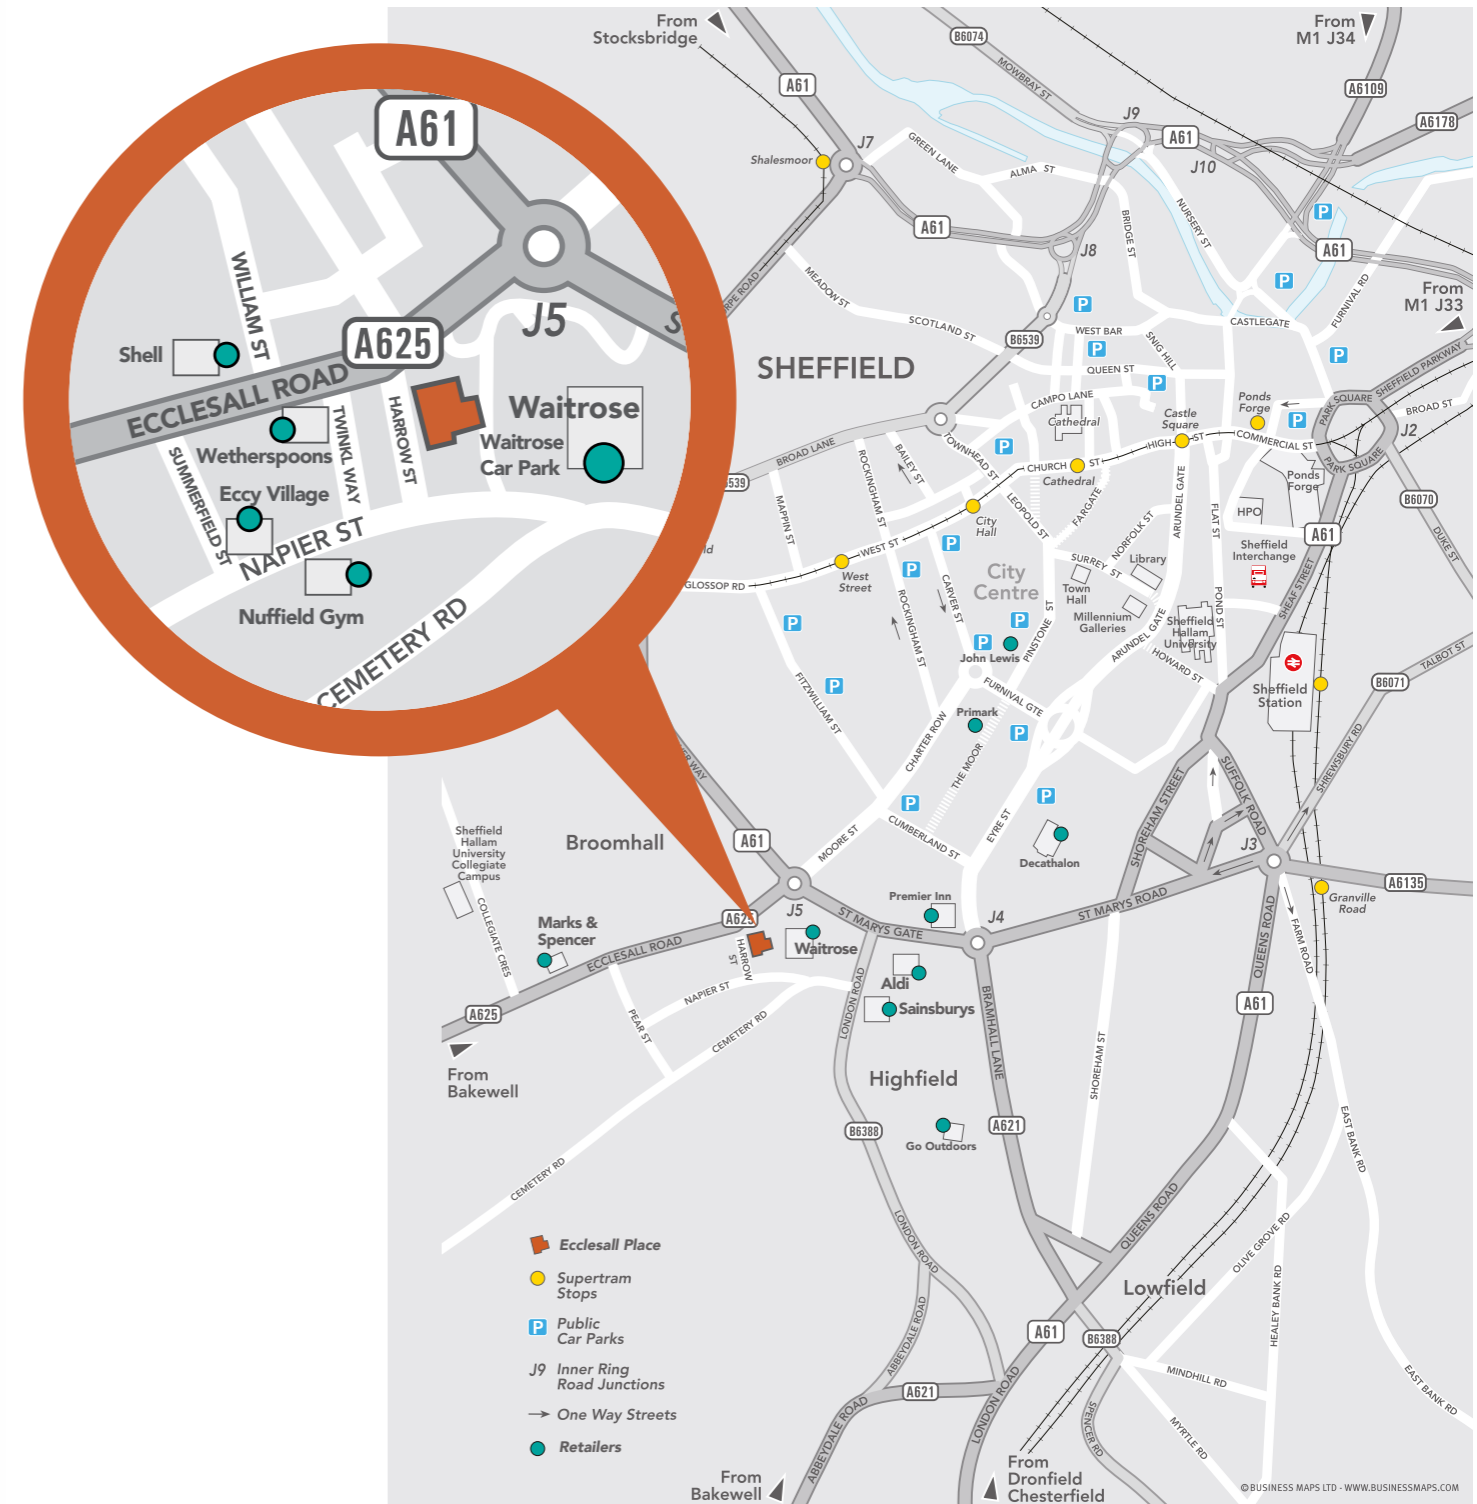 From
Stocksbridge
From
M1 J34
B6074
MOWBRAY ST
A61
A6109
J9
A61
A6178
J7
J10
Shalesmoor
GREEN LANE
ALMA ST
NURSERY ST
BRIDGE ST
A61
A61
J8
MEADOW ST
FURNIVAL RD
From
M1 J33
SCOTLAND ST
B6539
WEST BAR
SNIG HILL
CASTLEGATE
SHEFFIELD PARKWAY
SHEFFIELD
QUEEN ST
CAMPO LANE
Cathedral
Castle
Square
Ponds
Forge
PARK SQUARE
BROAD ST
J2
COMMERCIAL ST
PARK SQUARE
HIGH ST
CHURCH ST
Cathedral
TOWNHEAD ST
BROAD LANE
BAILEY ST
ROCKINGHAM ST
MAPPIN ST
LEOPOLD ST
FARGATE
NORFOLK ST
ARUNDEL GATE
FLAT ST
Ponds
Forge
HPO
B6070
DUKE ST
A61
City
Hall
WEST ST
West
Street
GLOSSOP RD
SURREY ST
Library
Sheffield
Interchange
City
Centre
Town
Hall
Millennium
Galleries
CARVER ST
ROCKINGHAM ST
PINSTONE ST
John Lewis
ARUNDEL GATE
Sheffield
Hallam
University
POND ST
SHEAF STREET
HOWARD ST
FURNIVAL GTE
Sheffield
Station
TALBOT ST
B6071
FITZWILLIAM ST
Primark
CHARTER ROW
THE MOOR
SHREWSBURY RD
SUFFOLK ROAD
SHOREHAM STREET
EYRE ST
CUMBERLAND ST
MOORE ST
Decathalon
J3
A61
A61
J5
A625
ECCLESALL ROAD
WILLIAM ST
Shell
Wetherspoons
TWINKL WAY
HARROW ST
Waitrose
Waitrose
Car Park
SUMMERFIELD ST
Eccy Village
NAPIER ST
Nuffield Gym
CEMETERY RD
Broomhall
Sheffield
Hallam
University
Collegiate
Campus
COLLEGIATE CRES
Marks &
Spencer
ECCLESALL ROAD
A625
A625
HARROW
ST
J5
Waitrose
ST MARYS GATE
Premier Inn
J4
ST MARYS ROAD
A6135
Granville
Road
FARM ROAD
QUEENS ROAD
A61
From
Bakewell
NAPIER ST
PEAR ST
CEMETERY RD
CEMETERY RD
LONDON ROAD
Aldi
Sainsburys
BRAMHALL LANE
SHOREHAM ST
Highfield
B6388
Go Outdoors
A621
EAST BANK RD
QUEENS ROAD
OLIVE GROVE RD
HEALEY BANK RD
LONDON ROAD
Lowfield
A61
B6388
MINDHILL RD
MYRTLE RD
EAST BANK RD
ABBEYDALE ROAD
A621
ABBEYDALE ROAD
LONDON ROAD
SPENCER RD
Ecclesall Place
Supertram
Stops
P Public
Car Parks
J9 Inner Ring
Road Junctions
One Way Streets
Retailers
From
Bakewell
From
Dronfield
Chesterfield
© BUSINESS MAPS LTD - WWW.BUSINESSMAPS.COM